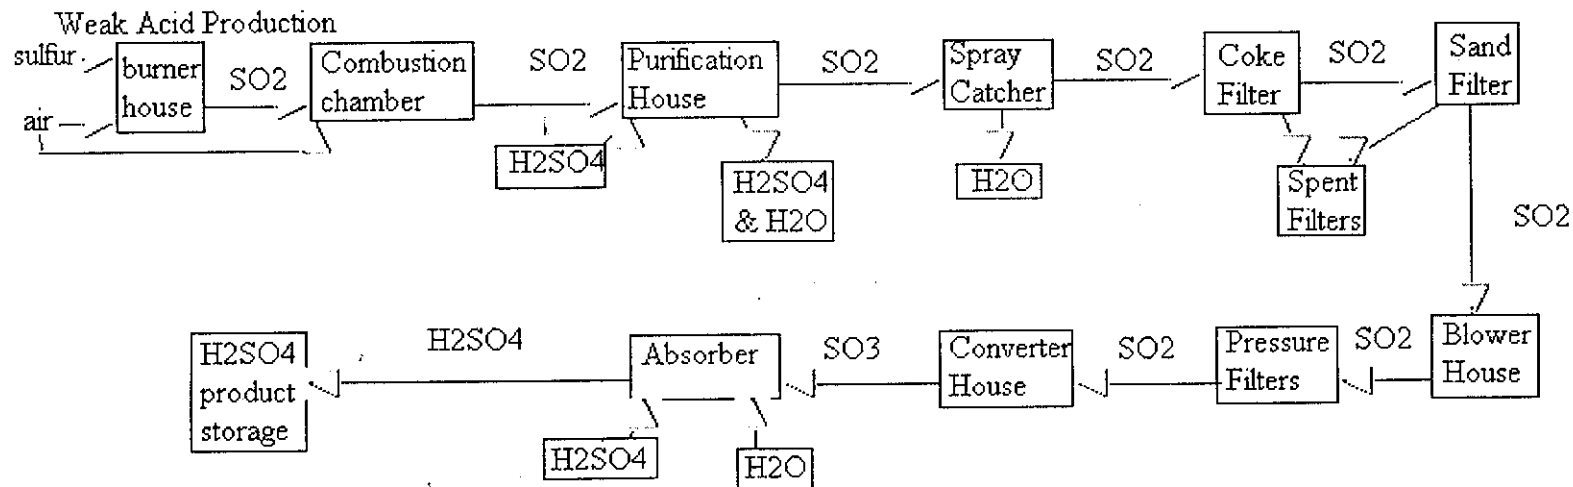 Weak Acid Production
sulfur
air
burner
house
SO2
Combustion
chamber
SO2
Purification
House
SO2
Spray
Catcher
SO2
Coke
Filter
SO2
Sand
Filter
H2SO4
H2SO4
& H2O
H2O
Spent
Filters
SO2
H2SO4
product
storage
H2SO4
Absorber
SO3
Converter
House
SO2
Pressure
Filters
SO2
Blower
House
H2SO4
H2O